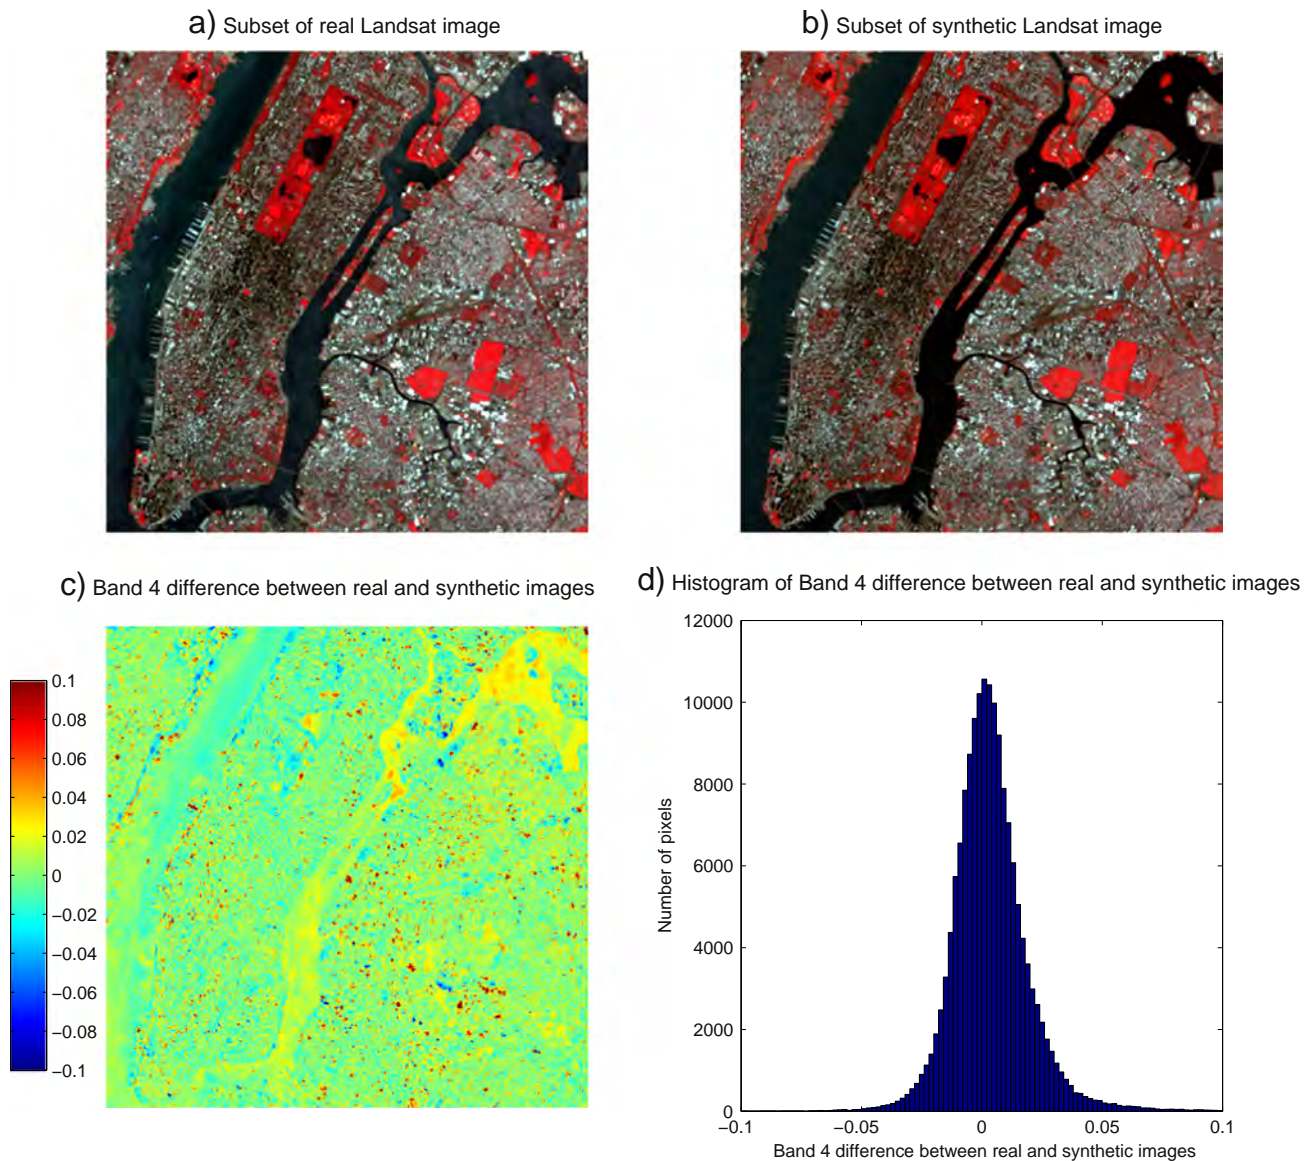 a) Subset of real Landsat image
b) Subset of synthetic Landsat image
c) Band 4 difference between real and synthetic images
0.1
0.08
0.06
0.04
0.02
0
−0.02
−0.04
−0.06
−0.08
−0.1
d) Histogram of Band 4 difference between real and synthetic images
Number of pixels
12000
10000
8000
6000
4000
2000
0
−0.1 −0.05 0 0.05 0.1
Band 4 difference between real and synthetic images